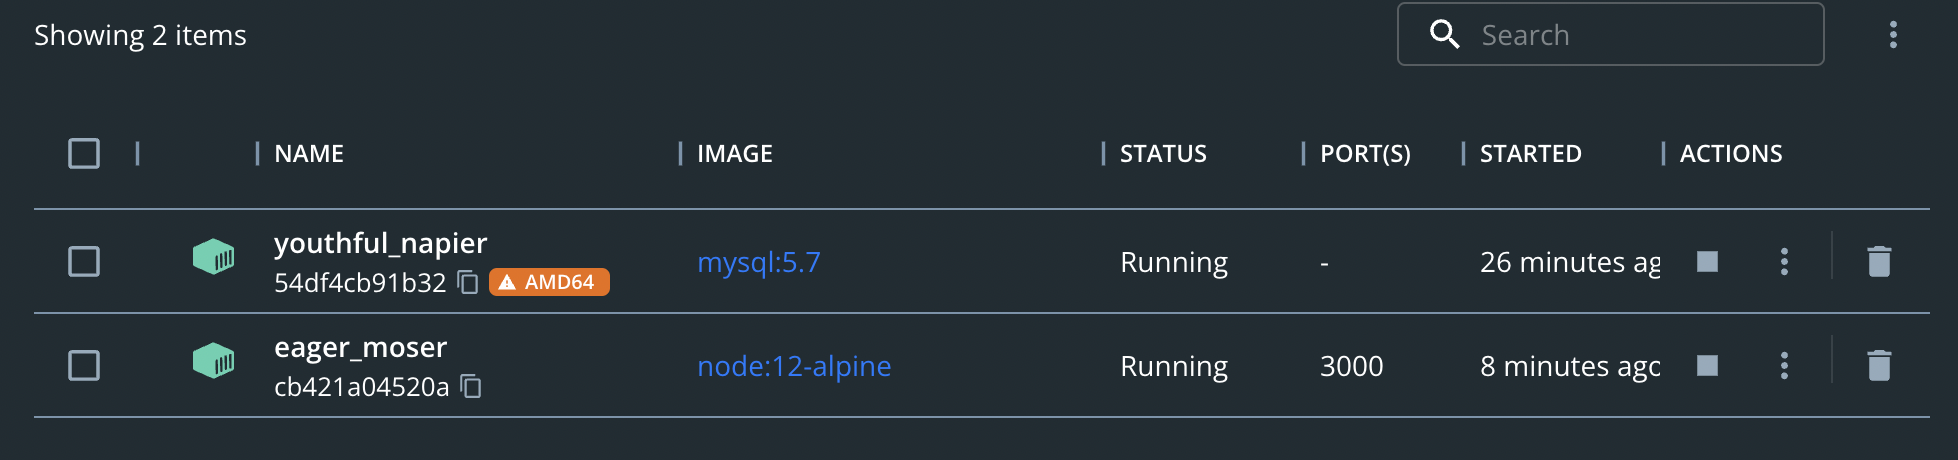 Showing 2 items
Search
NAME IMAGE STATUS PORT(S) STARTED ACTIONS
youthful_napier
54df4cb91b32 AMD64
mysql:5.7 Running - 26 minutes ag
eager_moser
cb421a04520a
node:12-alpine Running 3000 8 minutes ago